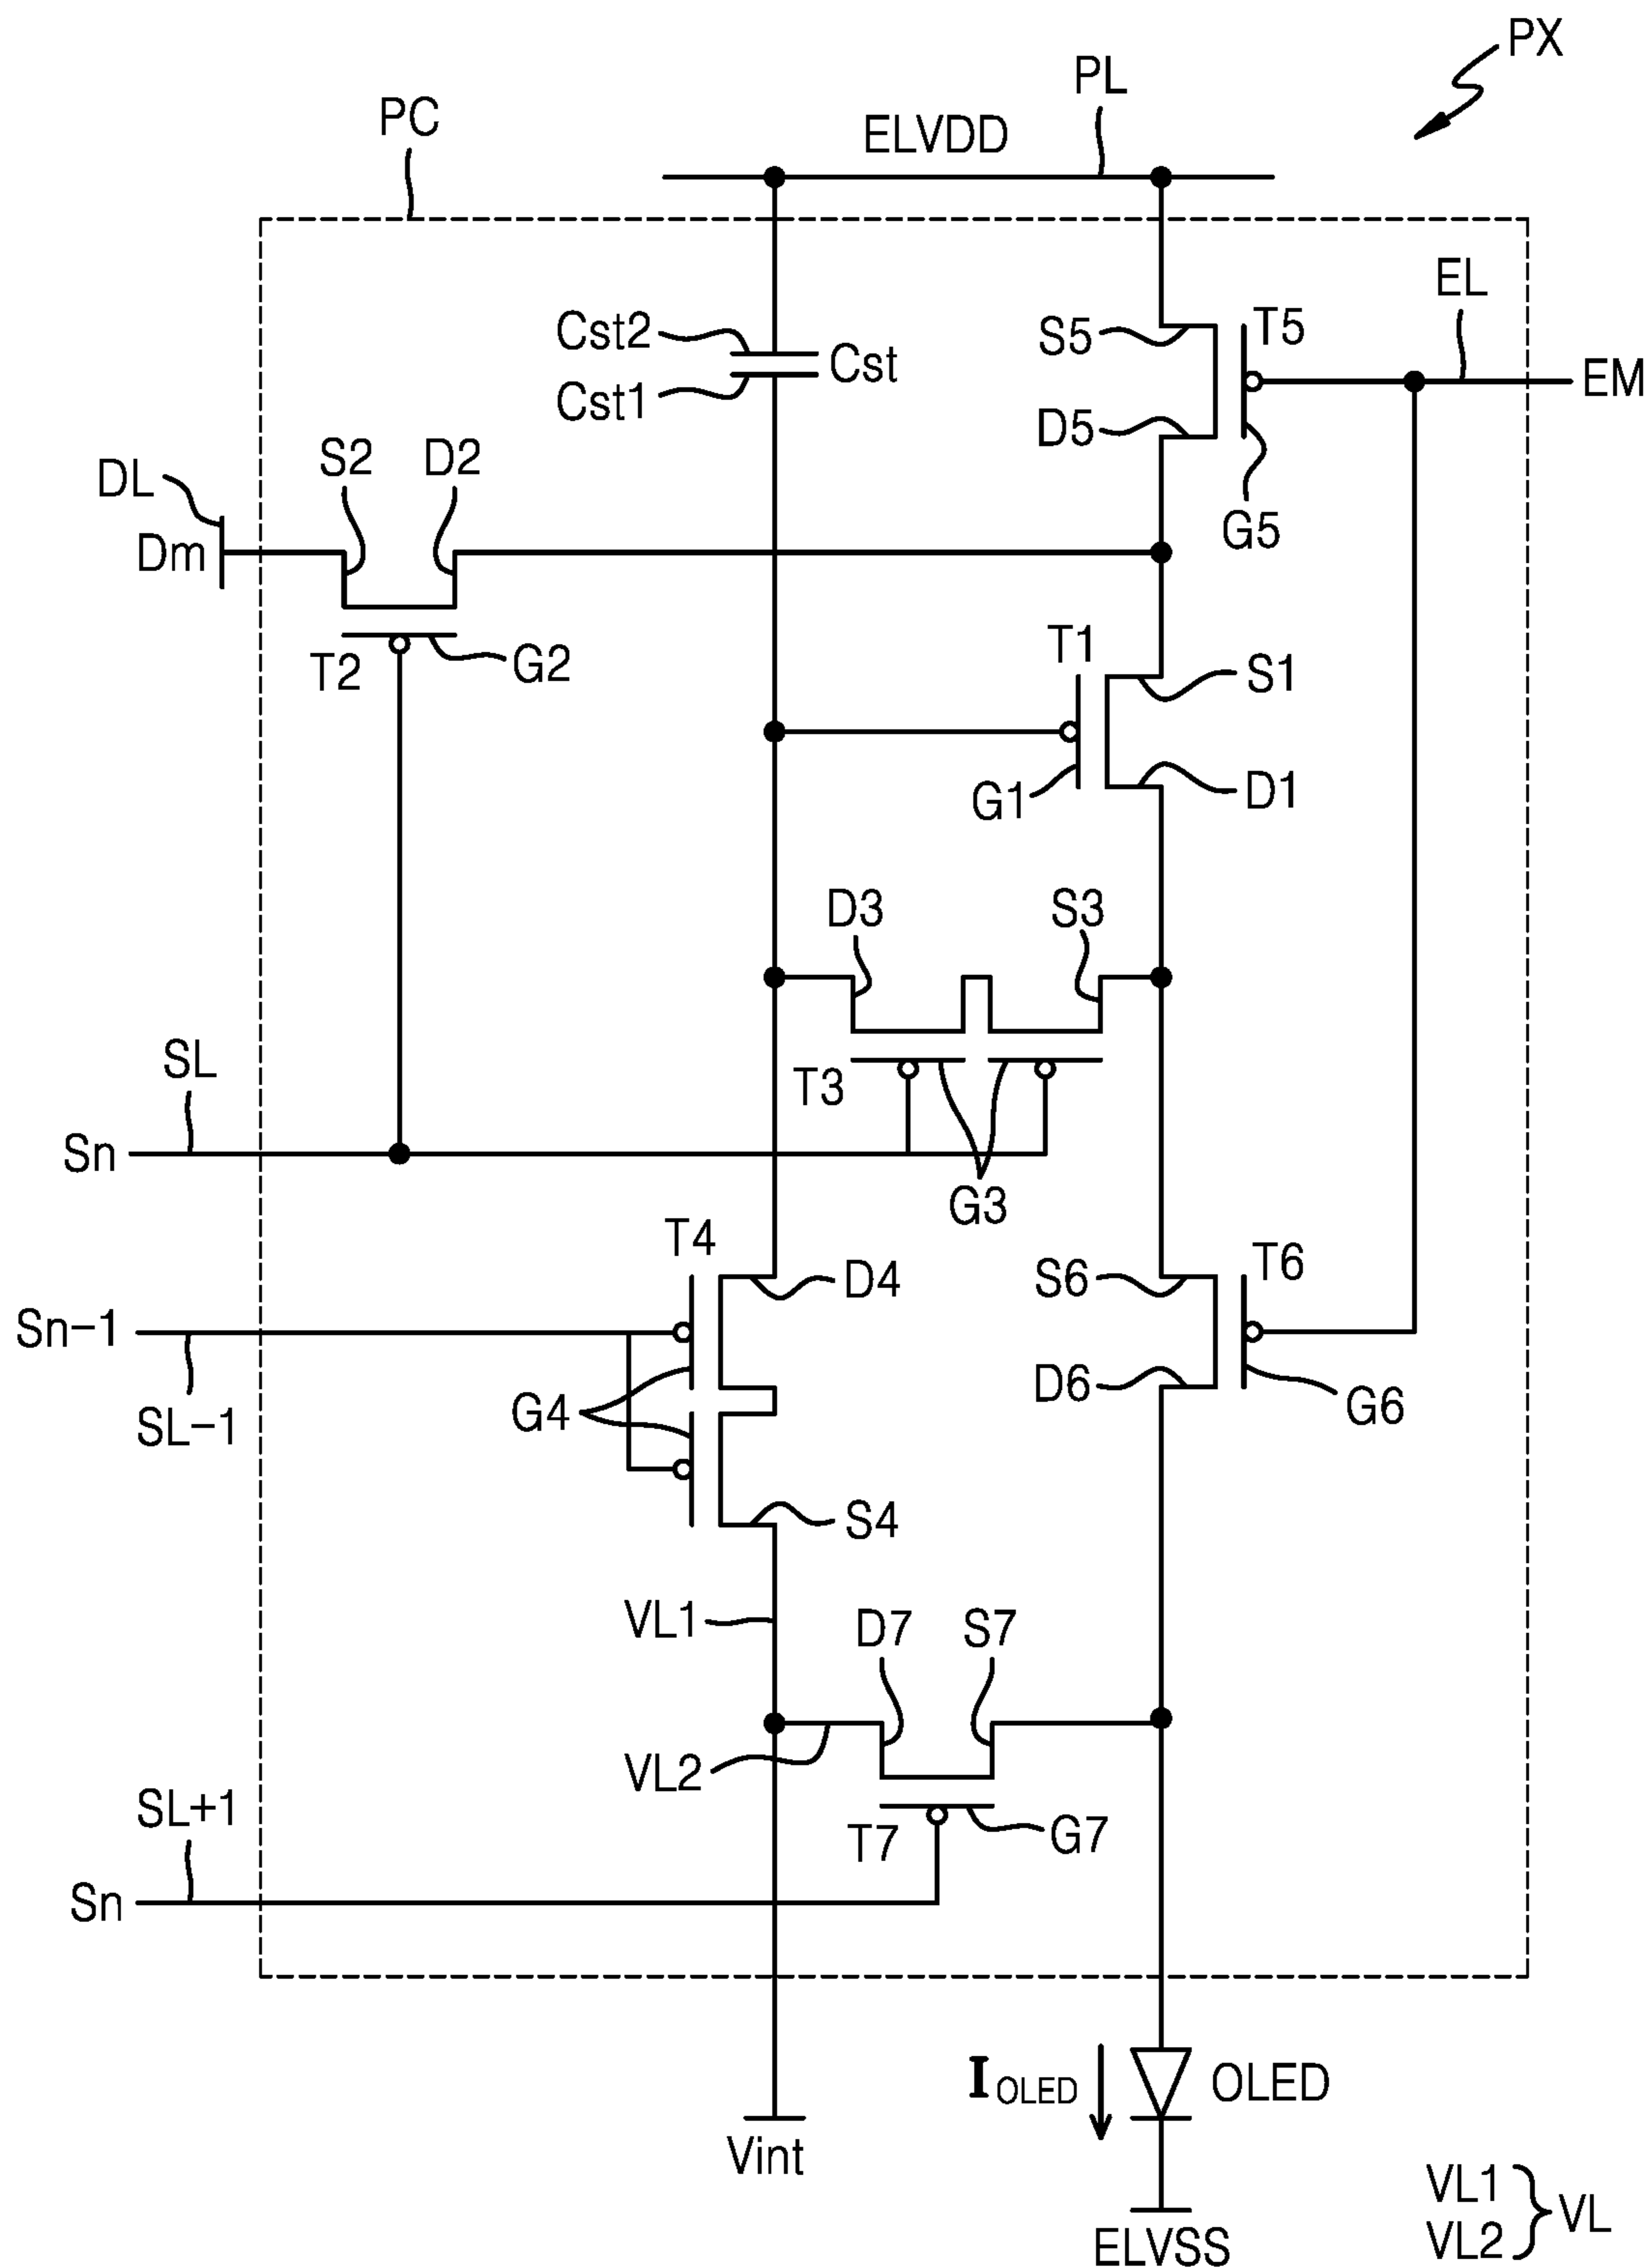 PX
PL
PC
ELVDD
EL
Cst2
Cst
Cst1
S5
T5
EM
D5
G5
S2
D2
DL
Dm
T2
G2
T1
S1
G1
D1
D3
S3
SL
T3
Sn
G3
T4
D4
S6
T6
Sn-1
SL-1
G4
D6
G6
S4
VL1
D7
S7
VL2
SL+1
T7
G7
Sn
IOLED
OLED
Vint
ELVSS
VL1
VL2
VL